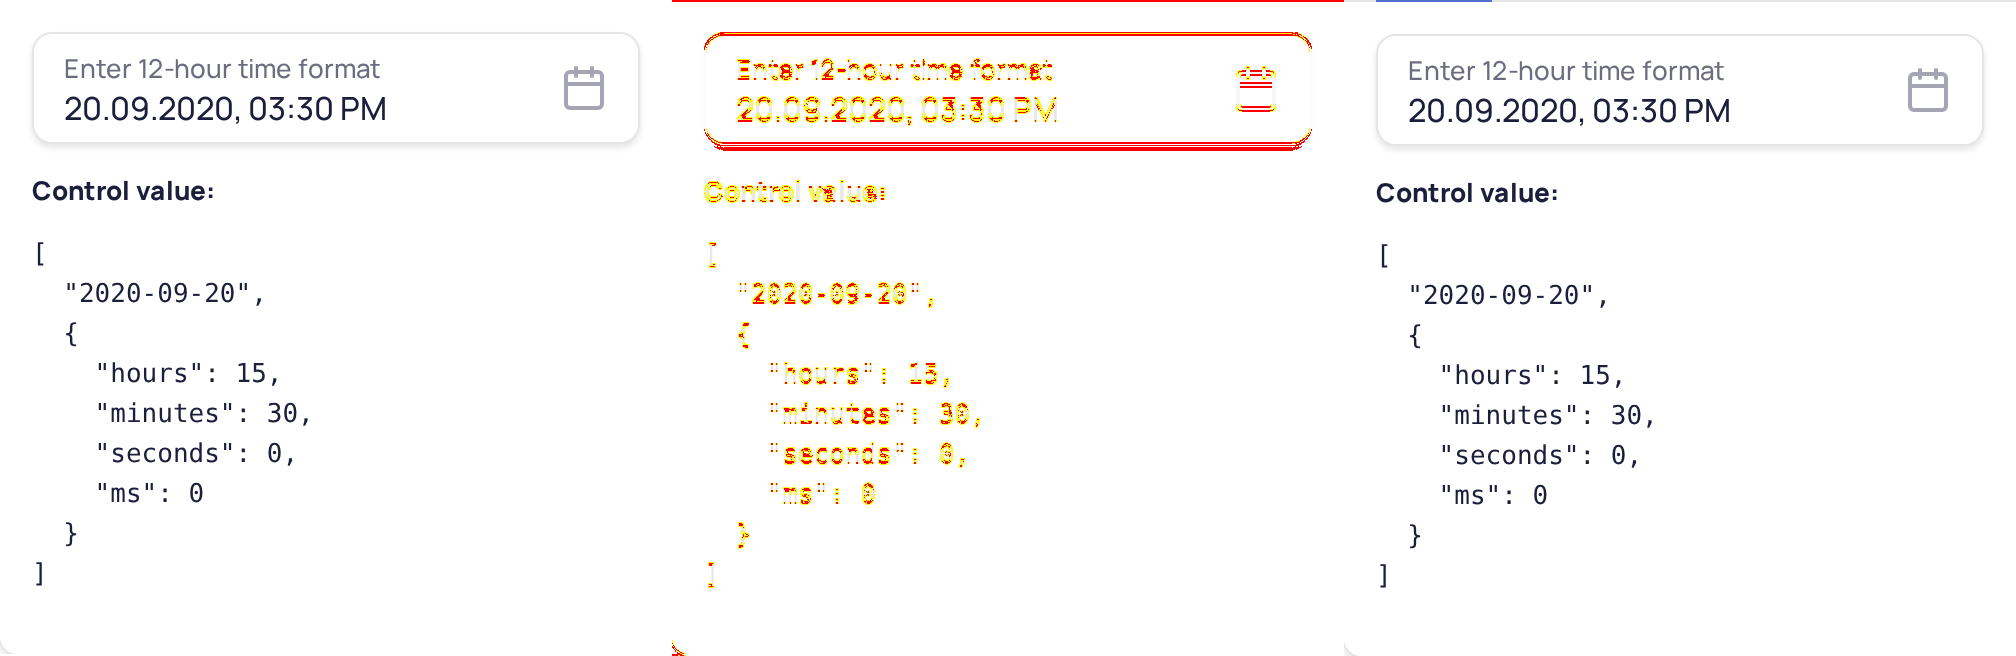 Enter 12-hour time format
20.09.2020, 03:30 PM
Control value:
[
"2020-09-20",
{
"hours": 15,
"minutes": 30,
"seconds": 0,
"ms": 0
}
]
Enter 12-hour time format
20.09.2020, 03:30 PM
Control value:
[
"2020-09-20",
{
"hours": 15,
"minutes": 30,
"seconds": 0,
"ms": 0
}
]
Enter 12-hour time format
20.09.2020, 03:30 PM
Control value:
[
"2020-09-20",
{
"hours": 15,
"minutes": 30,
"seconds": 0,
"ms": 0
}
]